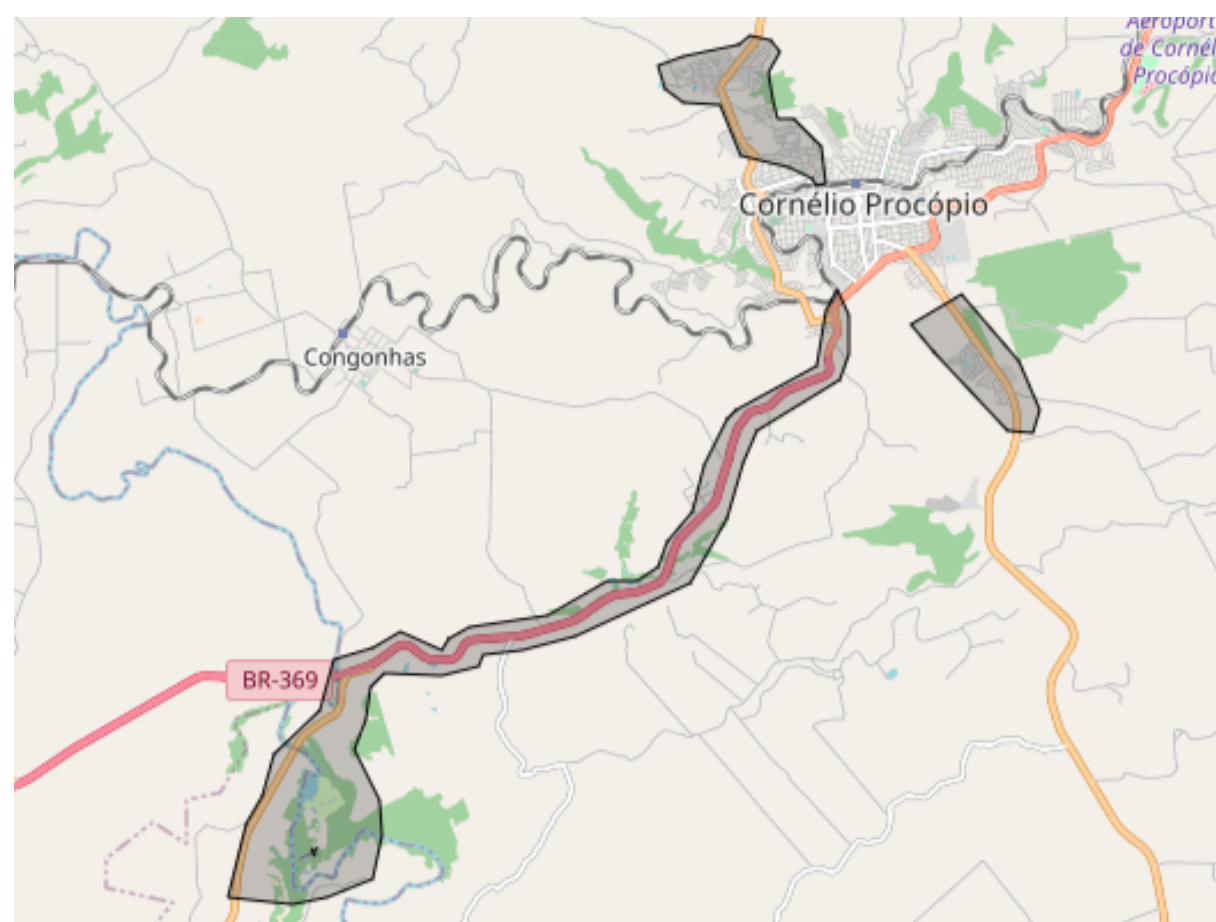 Aeroport
de Cornél
Procópio
Cornélio Procópio
Congonhas
BR-369